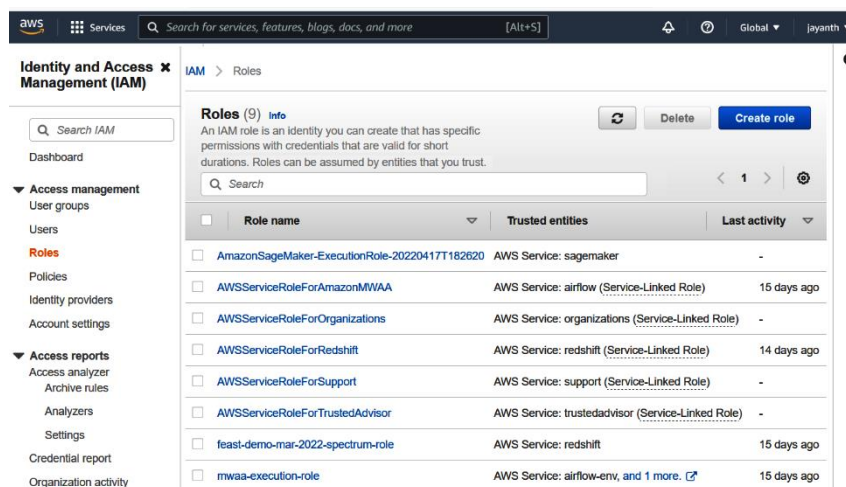 aws
Services
Search for services, features, blogs, docs, and more
[Alt+S]
Global
jayanth
Identity and Access
Management (IAM)
Search IAM
Dashboard
Access management
User groups
Users
Roles
Policies
Identity providers
Account settings
Access reports
Access analyzer
Archive rules
Analyzers
Settings
Credential report
Organization activity
IAM > Roles
Roles (9) Info
An IAM role is an identity you can create that has specific
permissions with credentials that are valid for short
durations. Roles can be assumed by entities that you trust.
Delete
Create role
Search
< 1 >
Role name Trusted entities Last activity
AmazonSageMaker-ExecutionRole-20220417T182620 AWS Service: sagemaker -
AWSServiceRoleForAmazonMWAA AWS Service: airflow (Service-Linked Role) 15 days ago
AWSServiceRoleForOrganizations AWS Service: organizations (Service-Linked Role) -
AWSServiceRoleForRedshift AWS Service: redshift (Service-Linked Role) 14 days ago
AWSServiceRoleForSupport AWS Service: support (Service-Linked Role) -
AWSServiceRoleForTrustedAdvisor AWS Service: trustedadvisor (Service-Linked Role) -
feast-demo-mar-2022-spectrum-role AWS Service: redshift 15 days ago
mwaa-execution-role AWS Service: airflow-env, and 1 more. 15 days ago